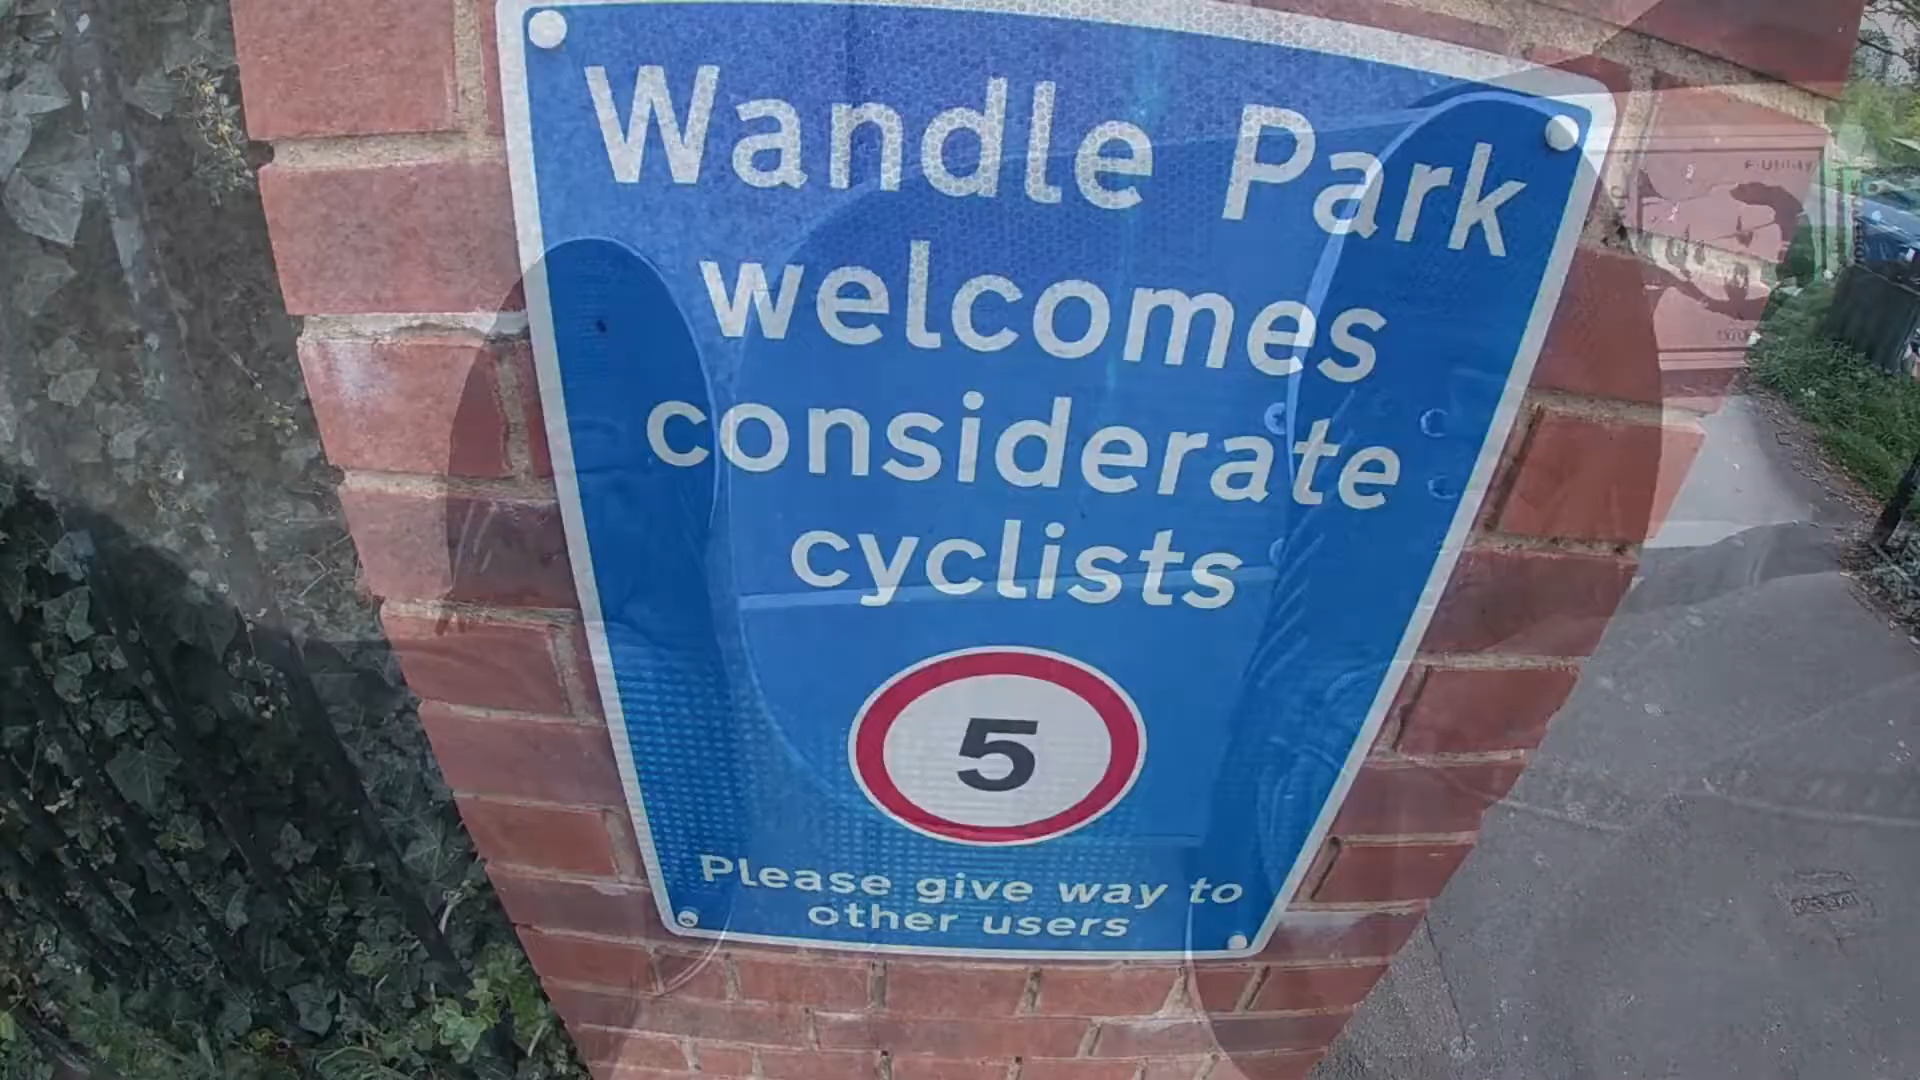 Wandle Park
welcomes
considerate
cyclists
5
Please give way to
other users